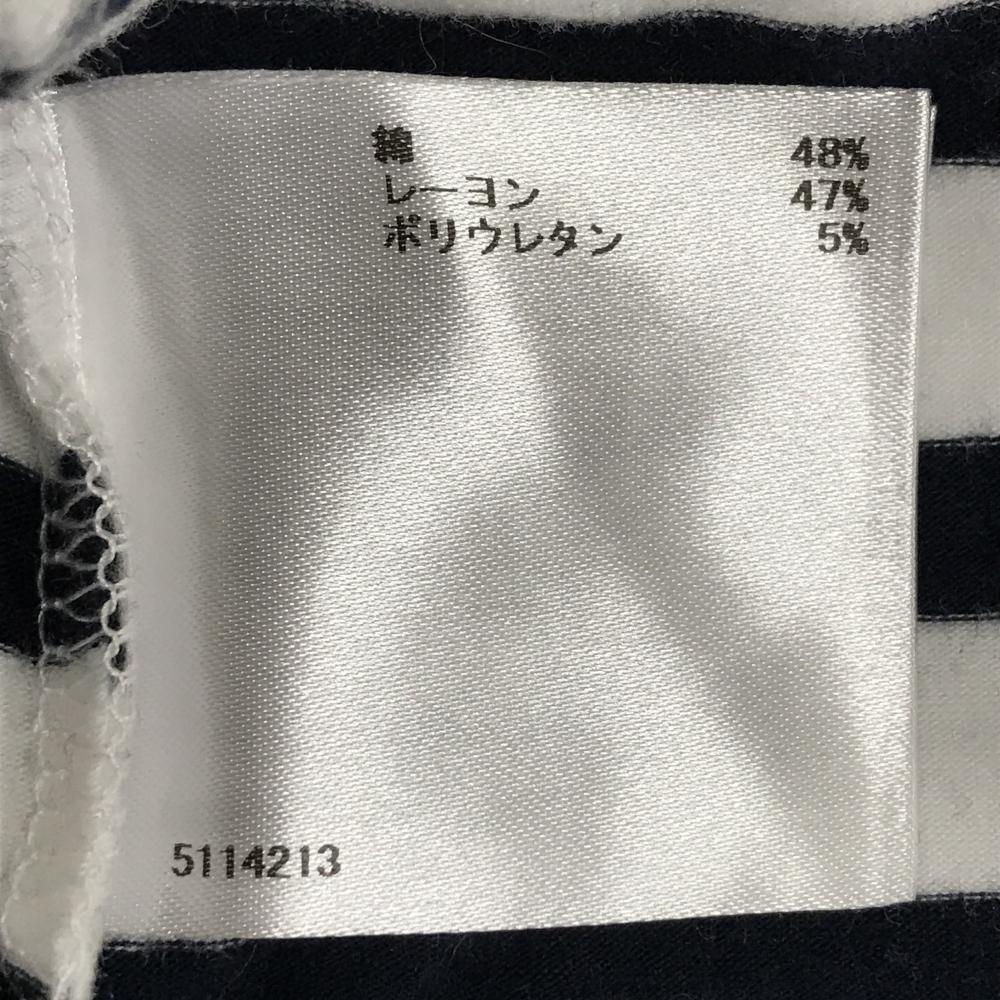 綿 48%
レーヨン 47%
ポリウレタン 5%
5114213